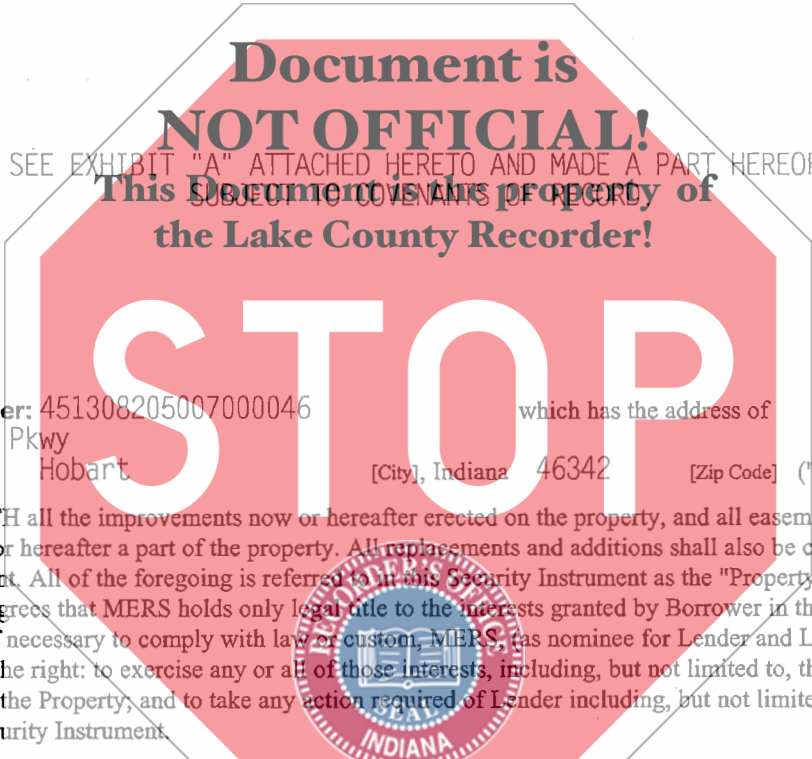 Document is
NOT OFFICIAL!
SEE EXHIBIT "A" ATTACHED HERETO AND MADE A PART HEREOF
This Document is the property of
SUBJECT TO COVENANTS OF RECORD.
the Lake County Recorder!
STOP
er: 451308205007000046 which has the address of
Pkwy
Hobart [City], Indiana 46342 [Zip Code] ("
TH all the improvements now or hereafter erected on the property, and all easem
or hereafter a part of the property. All replacements and additions shall also be c
nt. All of the foregoing is referred to in this Security Instrument as the "Property
grees that MERS holds only legal title to the interests granted by Borrower in th
f necessary to comply with law or custom, MERS, (as nominee for Lender and L
he right: to exercise any or all of those interests, including, but not limited to, th
the Property; and to take any action required of Lender including, but not limite
urity Instrument.
RECORDER'S OFFICE
SEAL
INDIANA